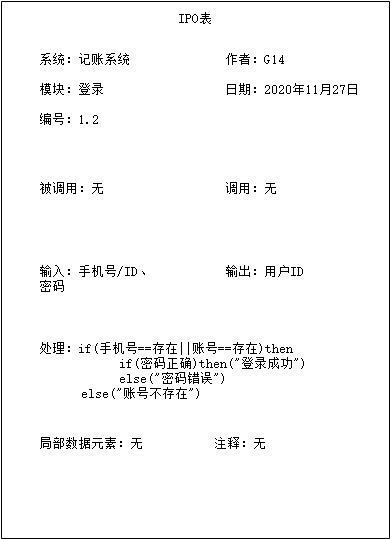 IPO表
系统：记账系统 作者：G14
模块：登录 日期：2020年11月27日
编号：1.2
被调用：无 调用：无
输入：手机号/ID、 输出：用户ID
密码
处理：if(手机号==存在||账号==存在)then
if(密码正确)then("登录成功")
else("密码错误")
else("账号不存在")
局部数据元素：无 注释：无